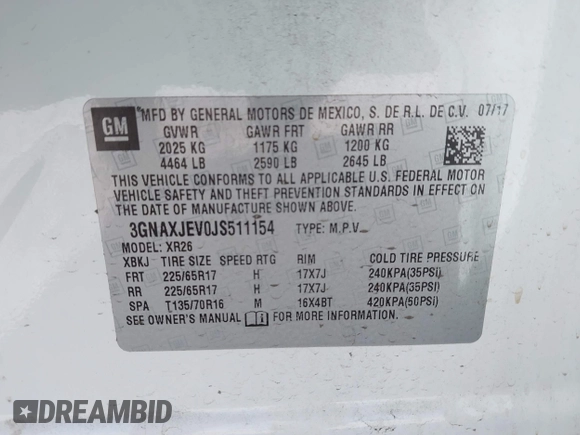 GM
MFD BY GENERAL MOTORS DE MEXICO, S. DE R.L. DE C.V. 07/17
GVWR GAWR FRT GAWR RR
2025 KG 1175 KG 1200 KG
4464 LB 2590 LB 2645 LB
THIS VEHICLE CONFORMS TO ALL APPLICABLE U.S. FEDERAL MOTOR
VEHICLE SAFETY AND THEFT PREVENTION STANDARDS IN EFFECT ON
THE DATE OF MANUFACTURE SHOWN ABOVE.
3GNAXJEV0JS511154 TYPE: M.P.V
MODEL: XR26
XBKJ TIRE SIZE SPEED RTG RIM COLD TIRE PRESSURE
FRT 225/65R17 H 17X7J 240KPA(35PSI)
RR 225/65R17 H 17X7J 240KPA(35PSI)
SPA T135/70R16 M 16X4BT 420KPA(60PSI)
SEE OWNER'S MANUAL FOR MORE INFORMATION.
DREAMBID